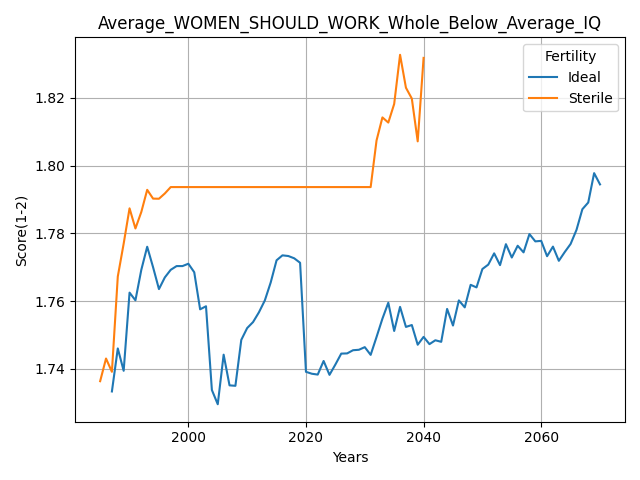 Average_WOMEN_SHOULD_WORK_Whole_Below_Average_IQ
Fertility
Ideal
Sterile
Score(1-2)
1.82
1.80
1.78
1.76
1.74
2000
2020
2040
2060
Years